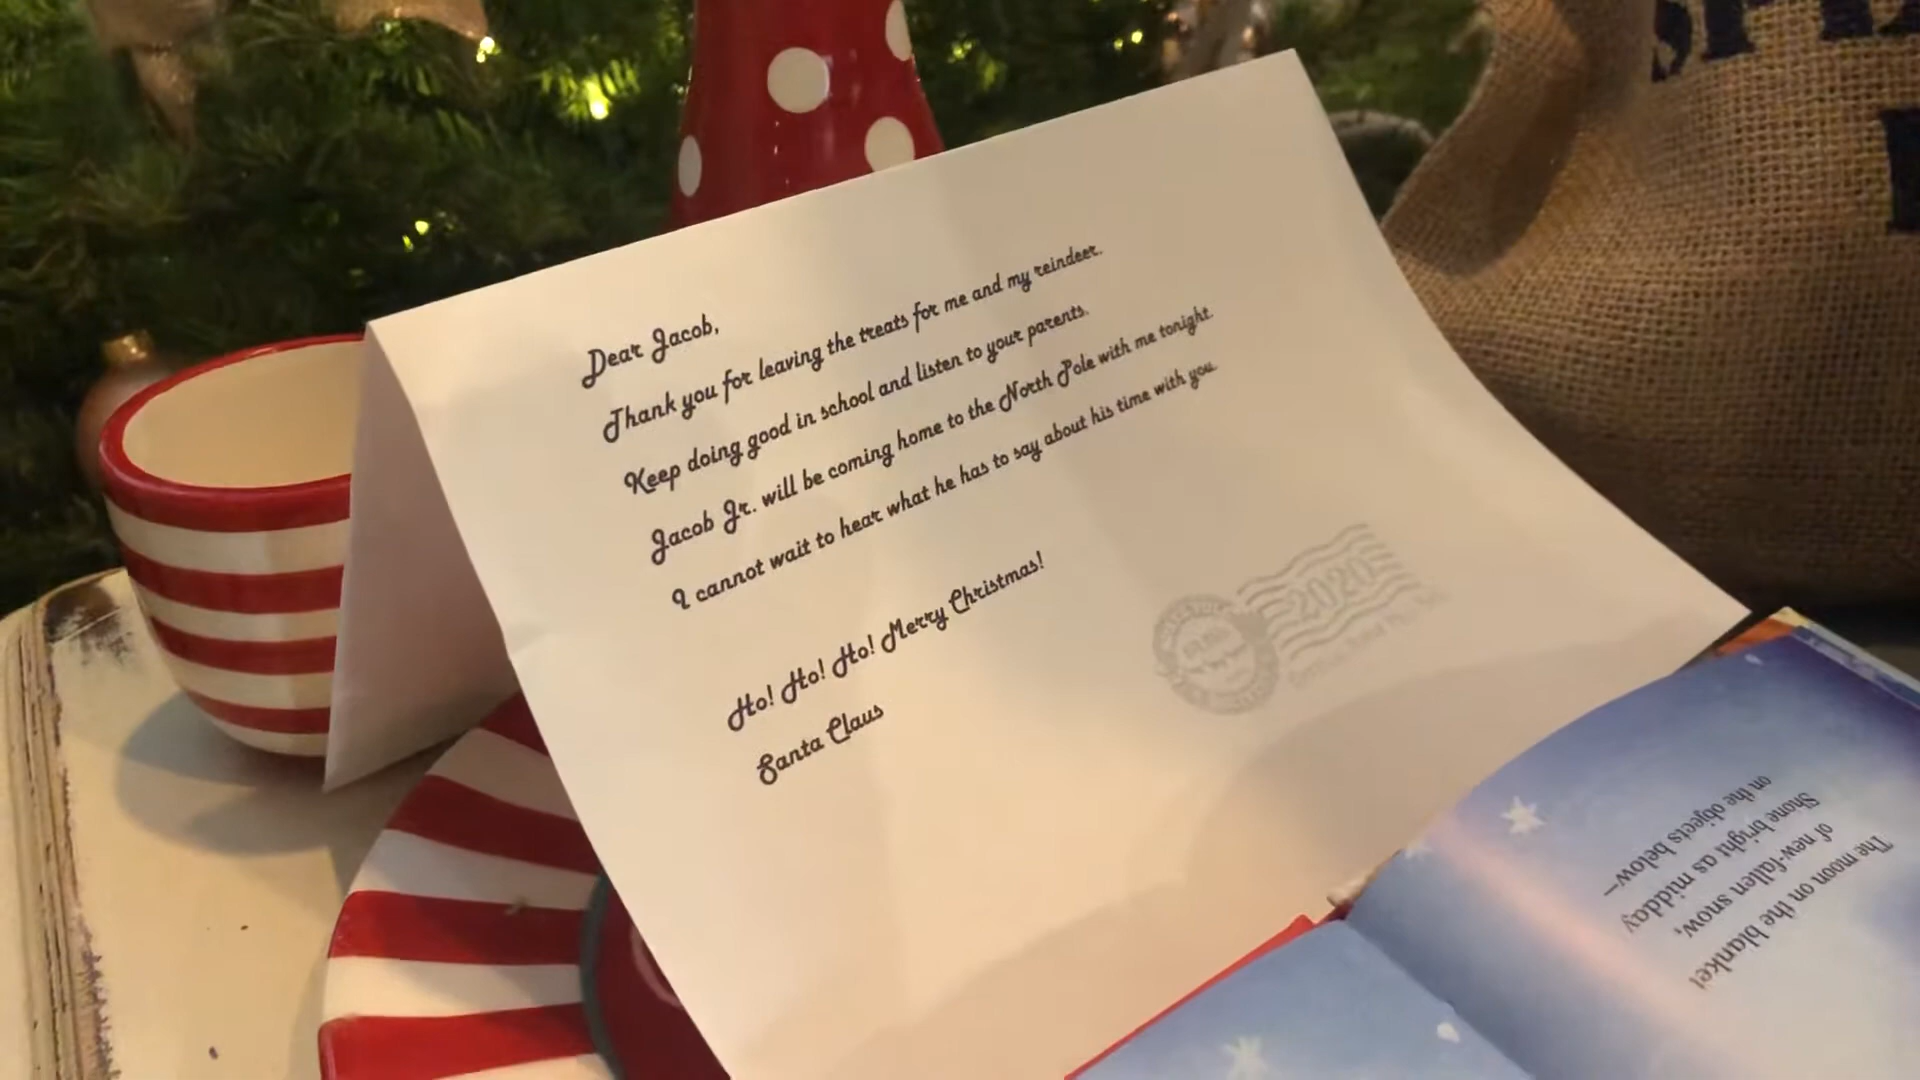 Dear Jacob,
Thank you for leaving the treats for me and my reindeer.
Keep doing good in school and listen to your parents.
Jacob Jr. will be coming home to the North Pole with me tonight.
I cannot wait to hear what he has to say about his time with you.
Ho! Ho! Ho! Merry Christmas!
Santa Claus
2020
The moon on the blanket
of new-fallen snow,
Shone bright as midday
on the objects below—